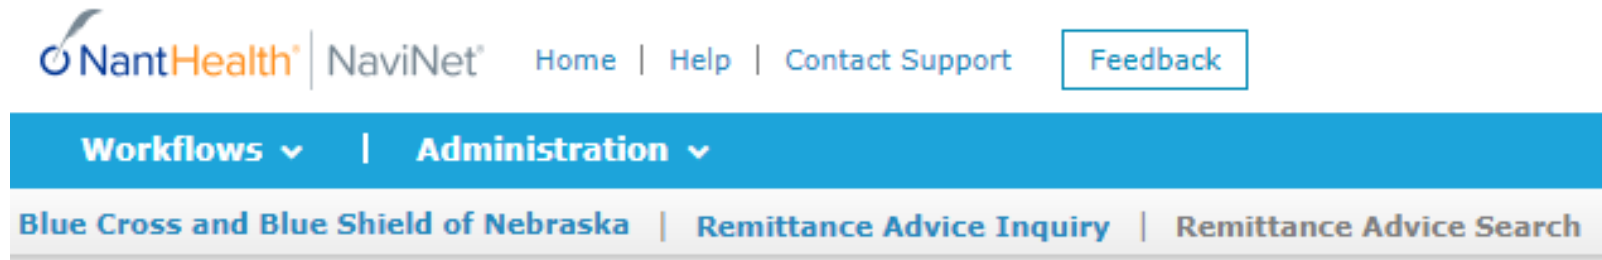 NantHealth® | NaviNet® Home | Help | Contact Support Feedback
Workflows | Administration
Blue Cross and Blue Shield of Nebraska | Remittance Advice Inquiry | Remittance Advice Search